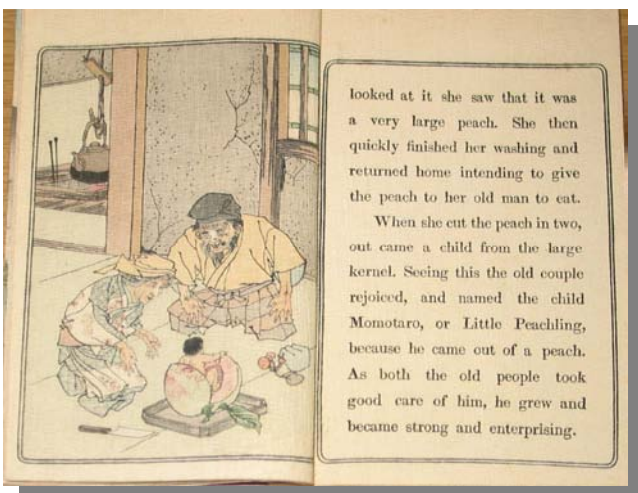 looked at it she saw that it was
a very large peach. She then
quickly finished her washing and
returned home intending to give
the peach to her old man to eat.
When she cut the peach in two,
out came a child from the large
kernel. Seeing this the old couple
rejoiced, and named the child
Momotaro, or Little Peachling,
because he came out of a peach.
As both the old people took
good care of him, he grew and
became strong and enterprising.